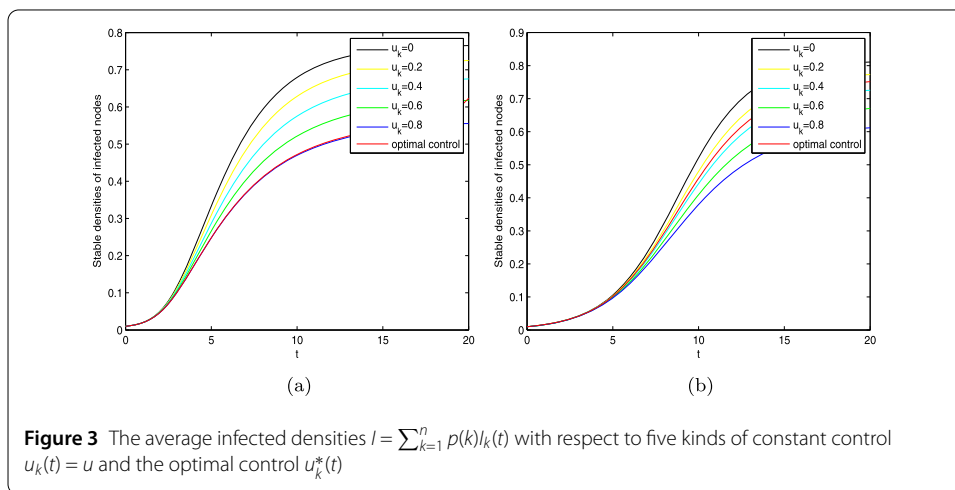 0.8
0.7
0.6
0.5
0.4
0.3
0.2
0.1
0
Stable densities of infected nodes
0 5 10 15 20
t
u_k=0
u_k=0.2
u_k=0.4
u_k=0.6
u_k=0.8
optimal control
(a)
0.9
0.8
0.7
0.6
0.5
0.4
0.3
0.2
0.1
0
Stable densities of infected nodes
0 5 10 15 20
t
u_k=0
u_k=0.2
u_k=0.4
u_k=0.6
u_k=0.8
optimal control
(b)
Figure 3 The average infected densities I = ∑_{k=1}^{n} p(k)I_k(t) with respect to five kinds of constant control
u_k(t) = u and the optimal control u_k^*(t)